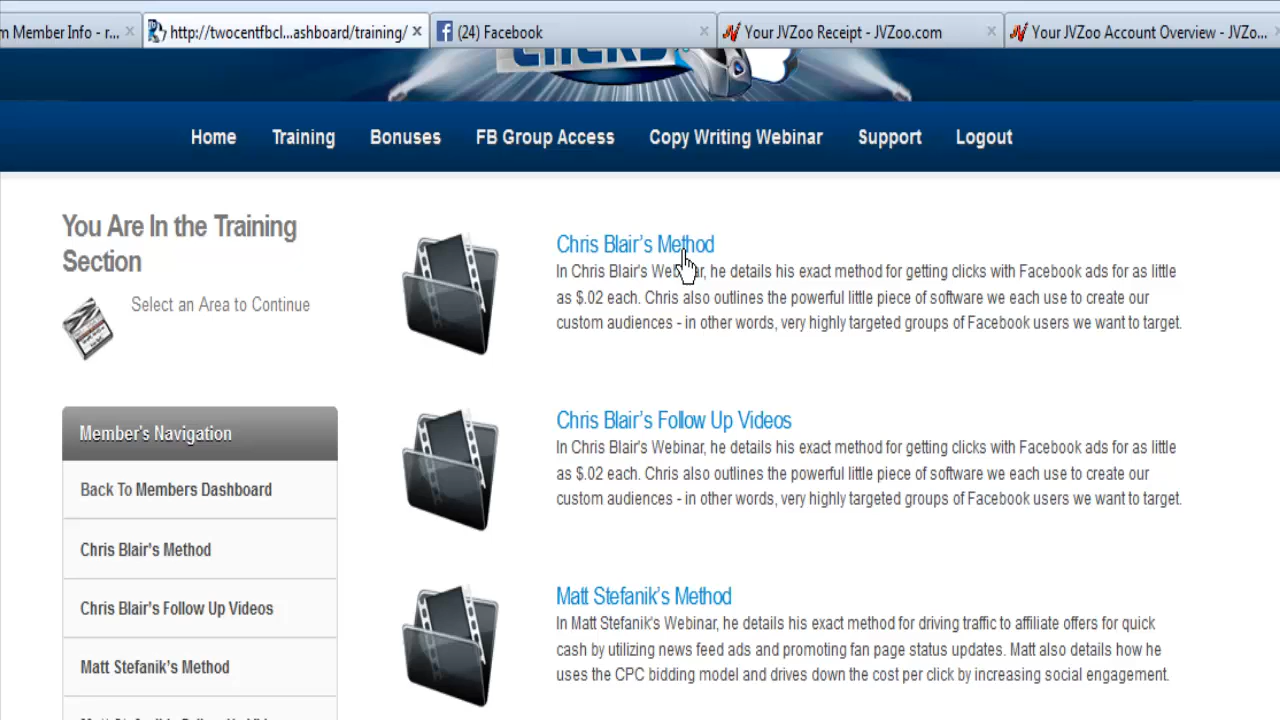 m Member Info - r...
http://twocentfbcl...ashboard/training/
(24) Facebook
Your JVZoo Receipt - JVZoo.com
Your JVZoo Account Overview - JVZo...
CLICKS
Home
Training
Bonuses
FB Group Access
Copy Writing Webinar
Support
Logout
You Are In the Training
Section
Select an Area to Continue
Member's Navigation
Back To Members Dashboard
Chris Blair's Method
Chris Blair's Follow Up Videos
Matt Stefanik's Method
Chris Blair's Method
In Chris Blair's Webinar, he details his exact method for getting clicks with Facebook ads for as little
as $.02 each. Chris also outlines the powerful little piece of software we each use to create our
custom audiences - in other words, very highly targeted groups of Facebook users we want to target.
Chris Blair's Follow Up Videos
In Chris Blair's Webinar, he details his exact method for getting clicks with Facebook ads for as little
as $.02 each. Chris also outlines the powerful little piece of software we each use to create our
custom audiences - in other words, very highly targeted groups of Facebook users we want to target.
Matt Stefanik's Method
In Matt Stefanik's Webinar, he details his exact method for driving traffic to affiliate offers for quick
cash by utilizing news feed ads and promoting fan page status updates. Matt also details how he
uses the CPC bidding model and drives down the cost per click by increasing social engagement.